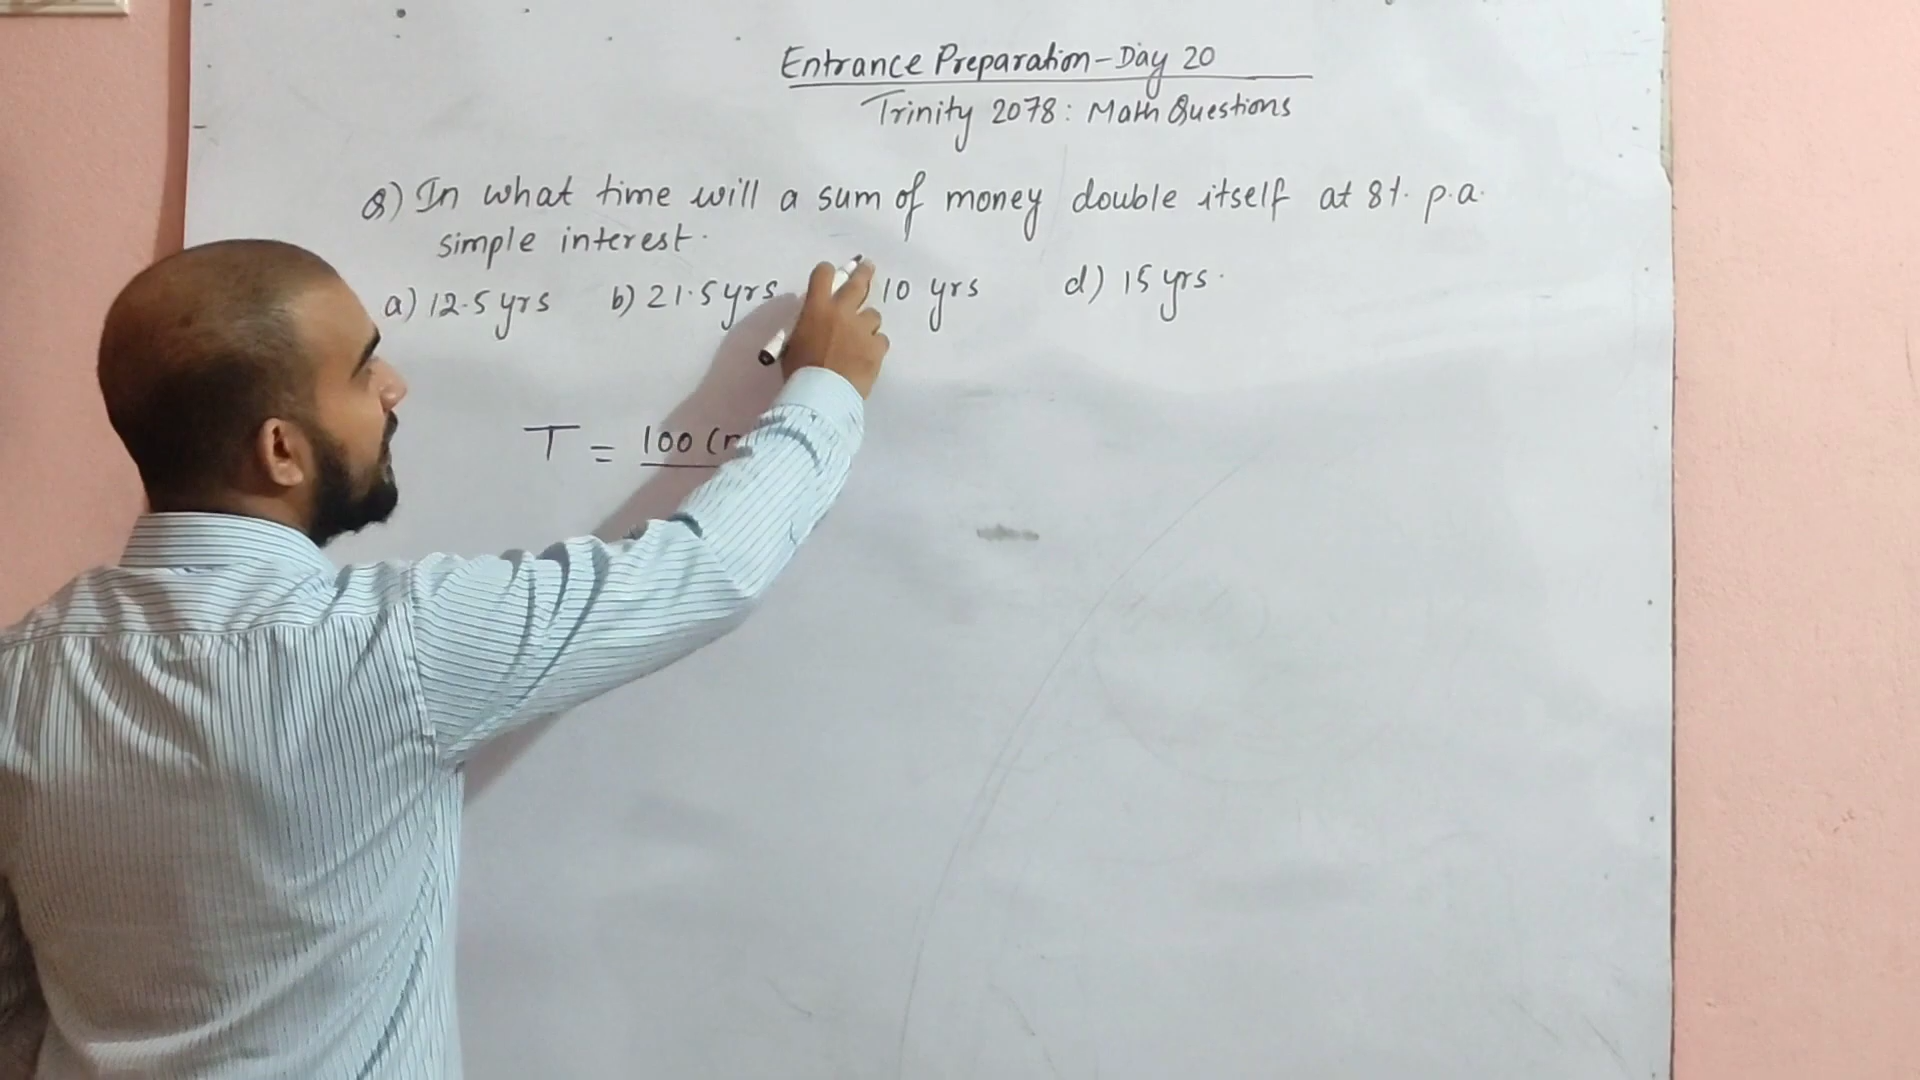 Entrance Preparation-Day 20
Trinity 2078: Math Questions
Q) In what time will a sum of money double itself at 8%. p.a.
simple interest.
a) 12.5 yrs b) 21.5 yrs ) 10 yrs d) 15 yrs.
T = 100 (n